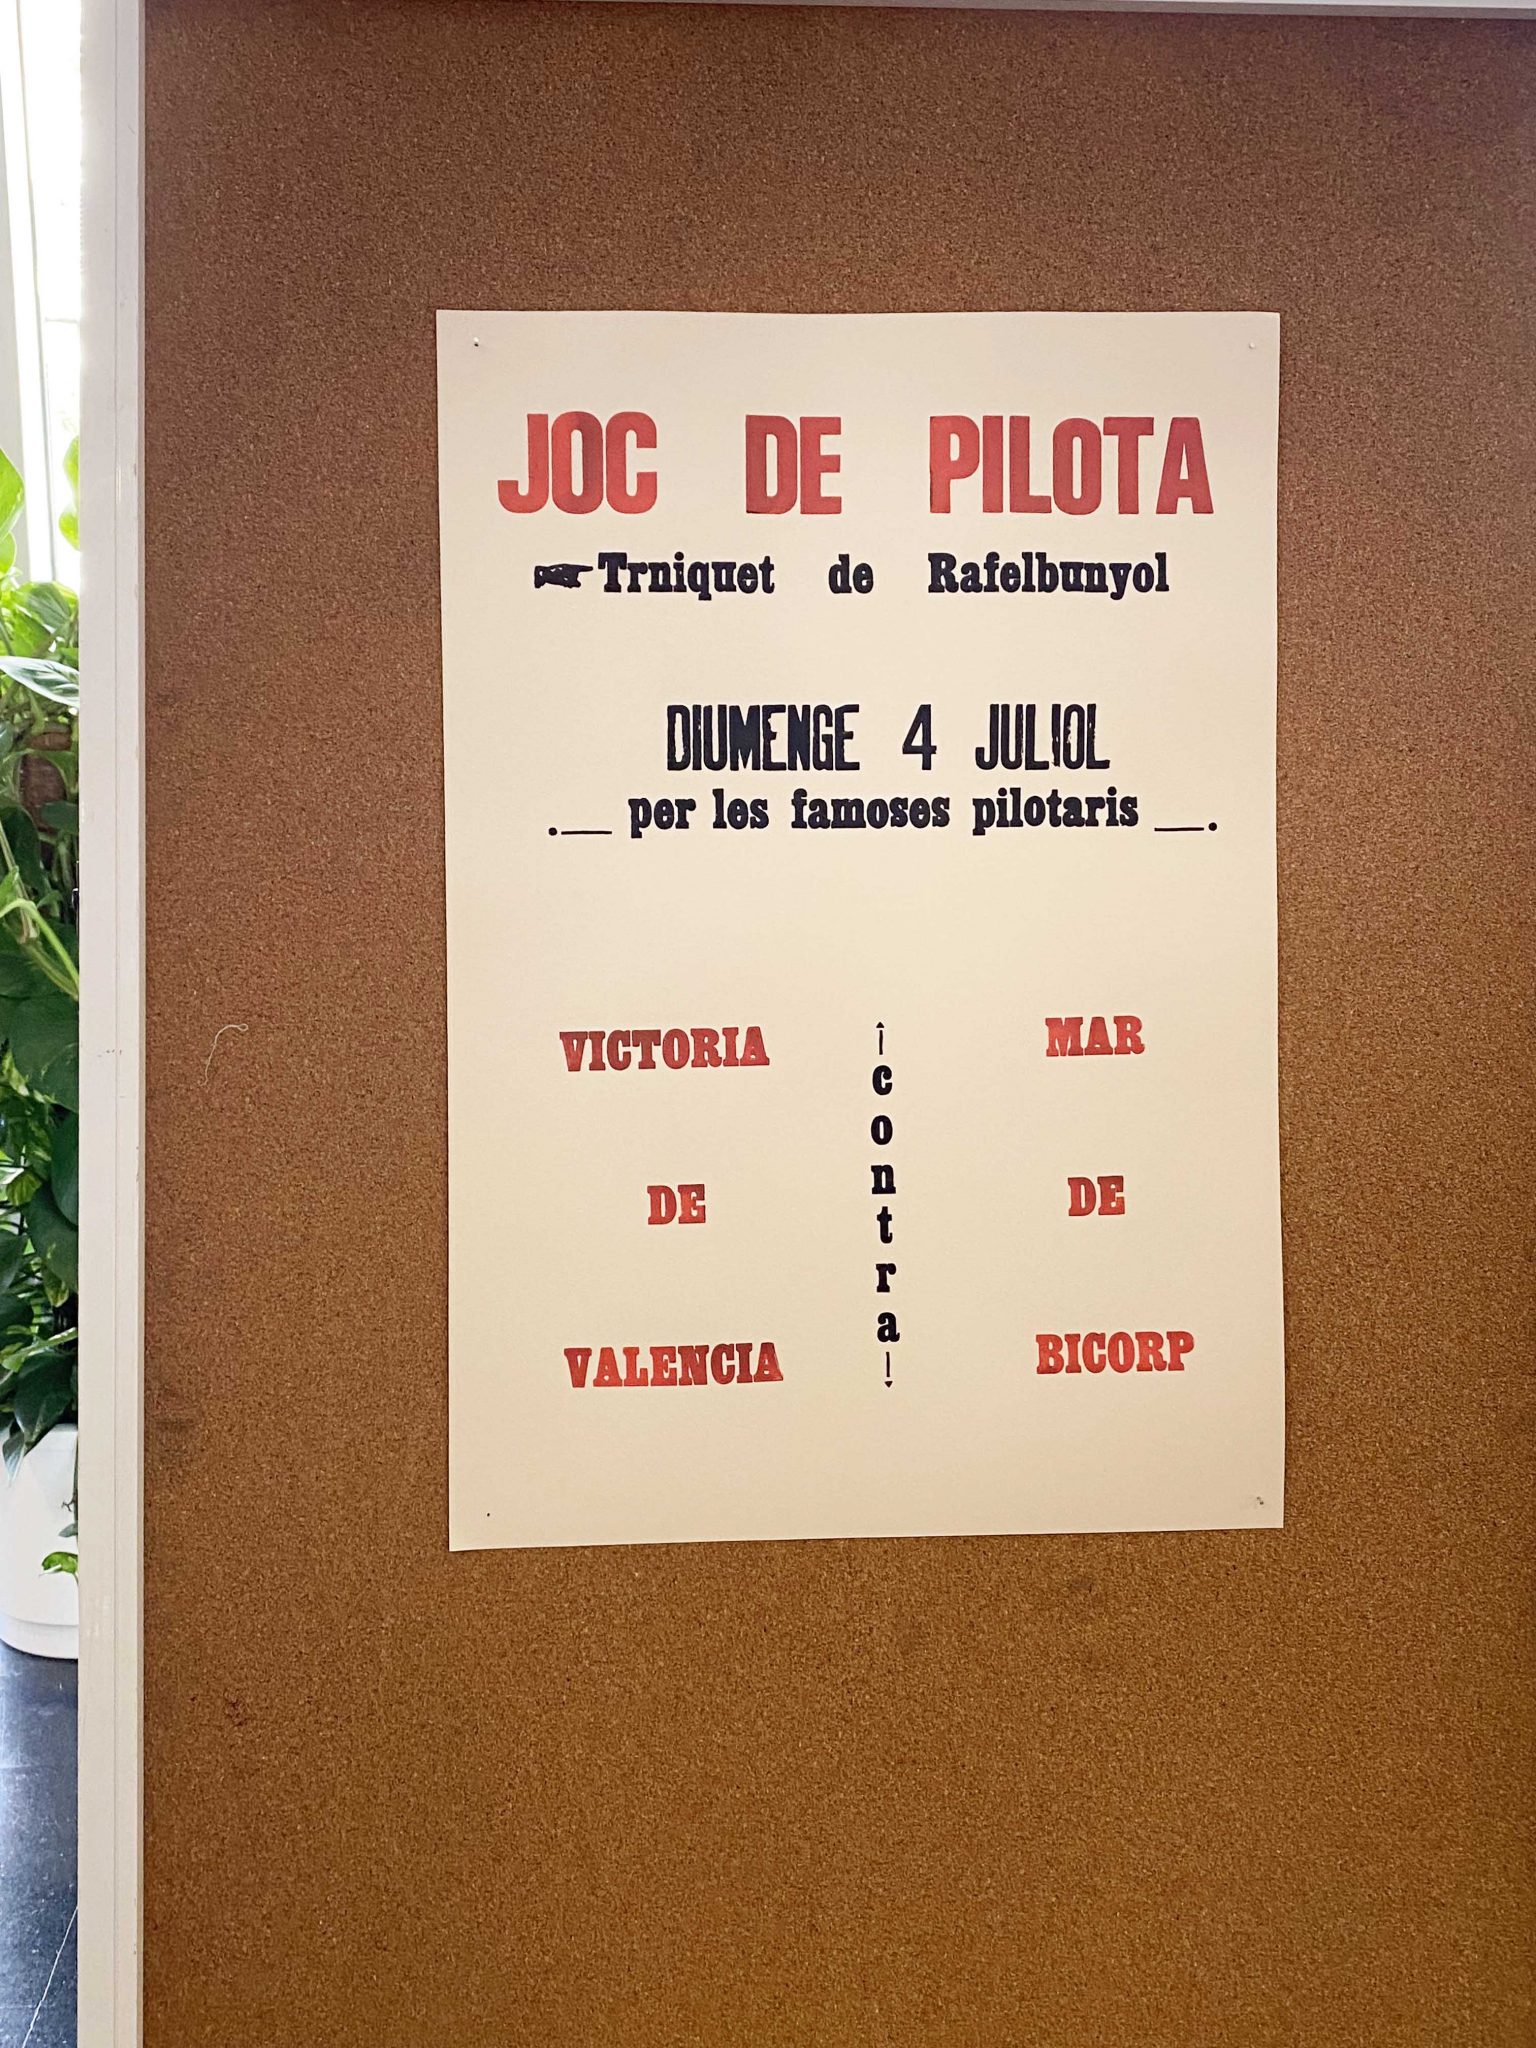 JOC DE PILOTA
Trniquet de Rafelbunyol
DIUMENGE 4 JULIOL
.__ per les famoses pilotaris __.
VICTORIA
DE
VALENCIA
contra
MAR
DE
BICORP